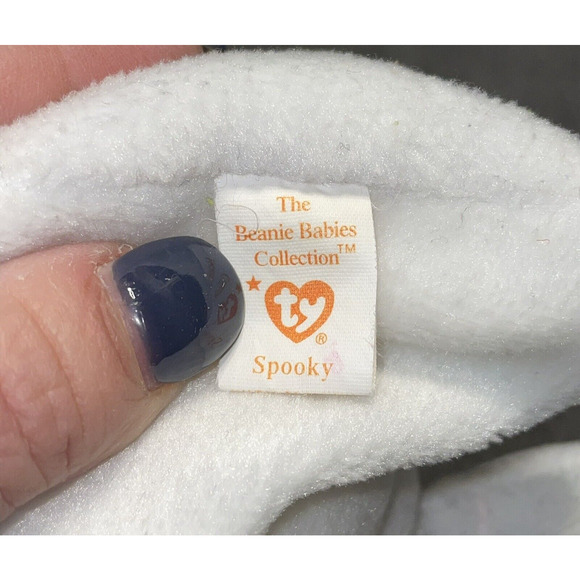 The
Beanie Babies
Collection™
ty®
Spooky